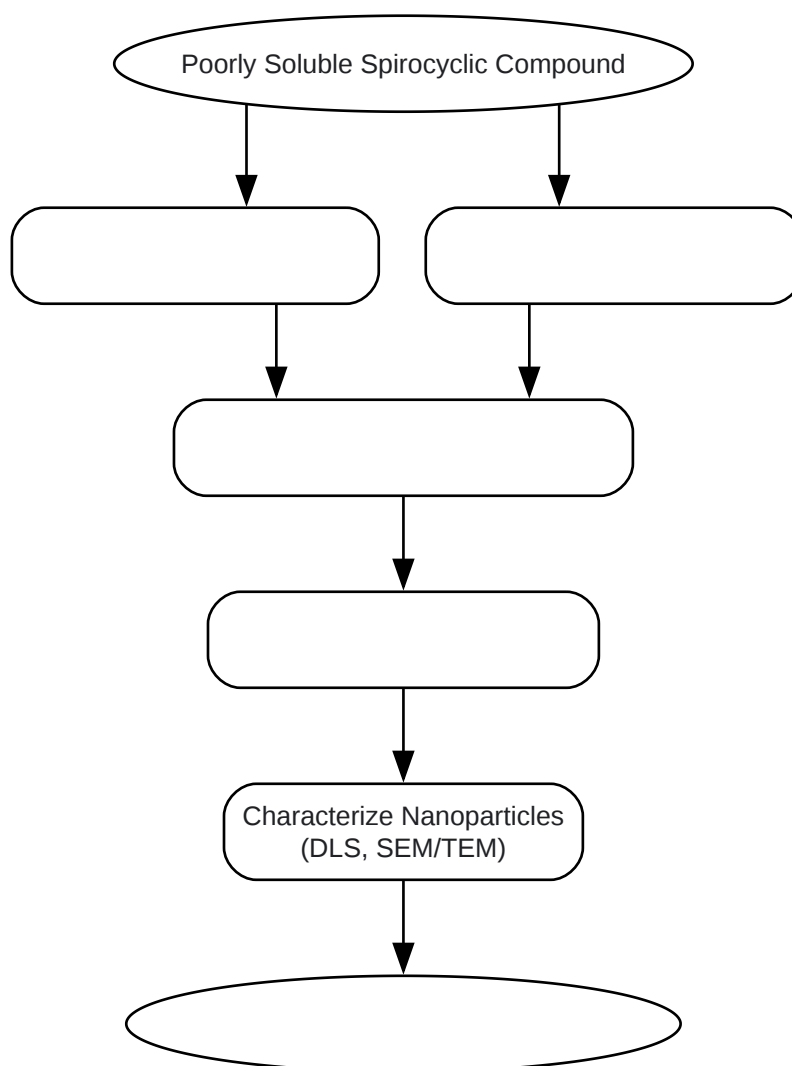 Poorly Soluble Spirocyclic Compound
Characterize Nanoparticles
(DLS, SEM/TEM)